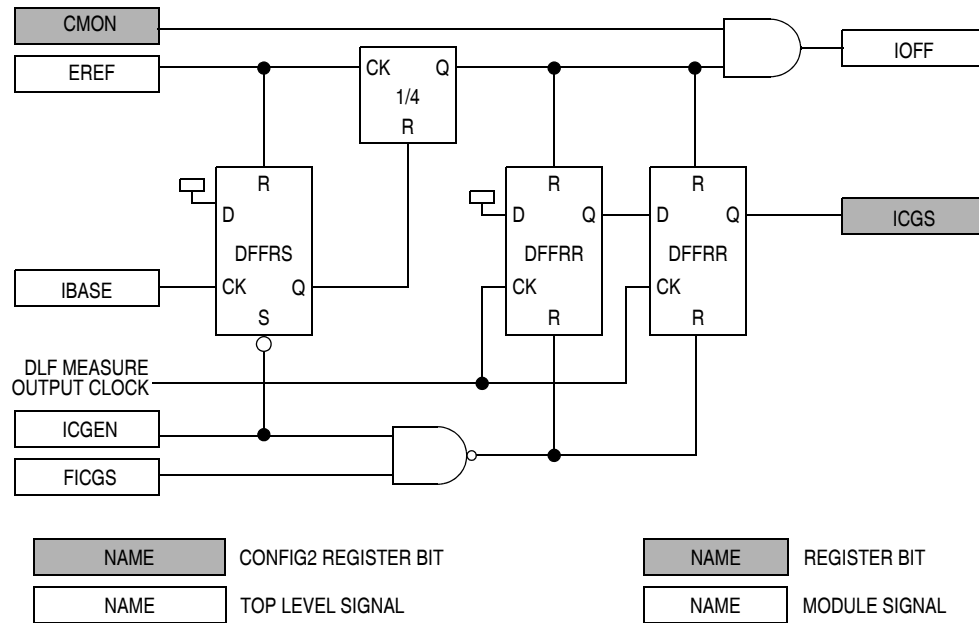 CMON
IOFF
EREF
CK Q
1/4
R
R
D
DFFRS
CK Q
S
R
D Q
DFFRR
CK
R
R
D Q
DFFRR
CK
R
ICGS
IBASE
DLF MEASURE
OUTPUT CLOCK
ICGEN
FICGS
NAME CONFIG2 REGISTER BIT
NAME REGISTER BIT
NAME TOP LEVEL SIGNAL
NAME MODULE SIGNAL